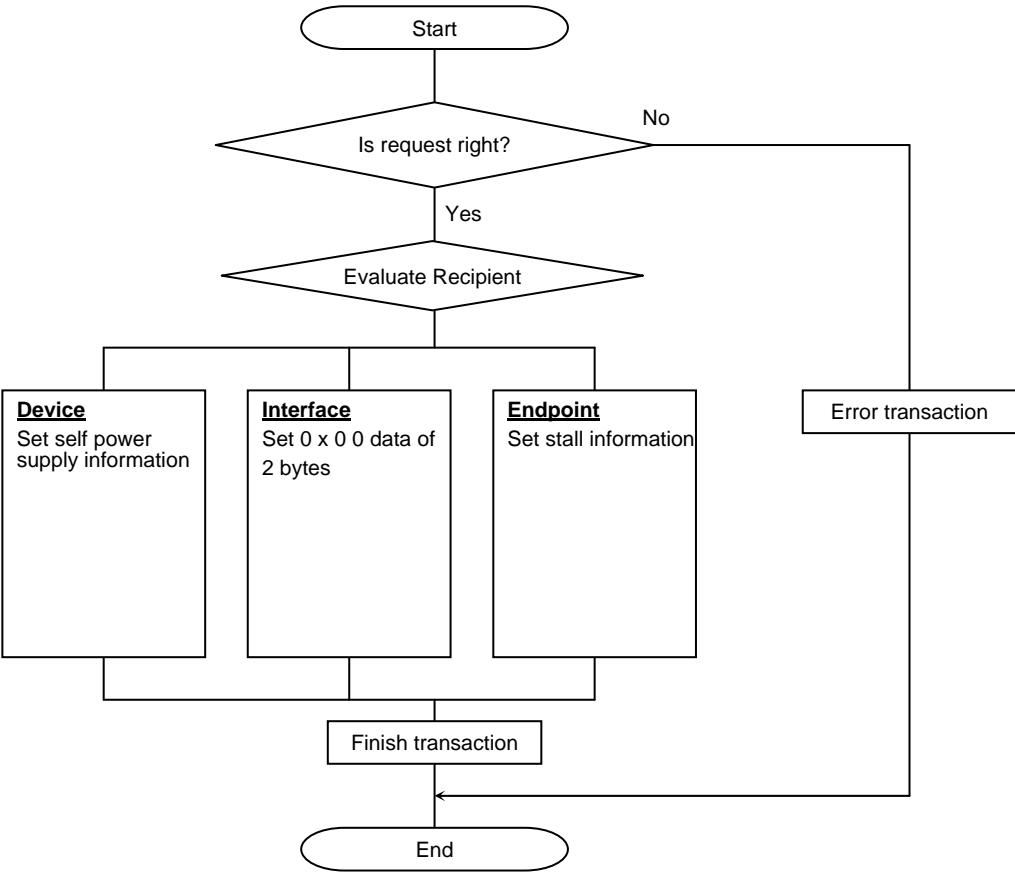 Start
Is request right?
No
Yes
Evaluate Recipient
Device
Set self power
supply information
Interface
Set 0 x 0 0 data of
2 bytes
Endpoint
Set stall information
Error transaction
Finish transaction
End